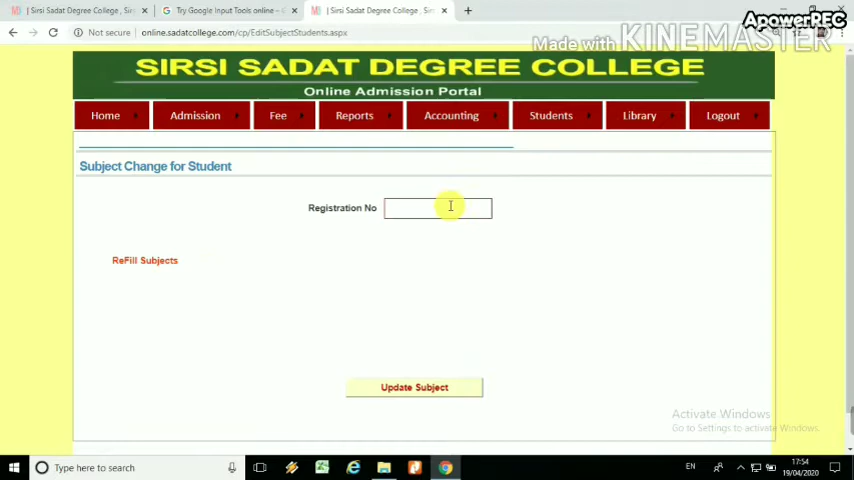 | Sirsi Sadat Degree College , Sirs
Try Google Input Tools online – G
| Sirsi Sadat Degree College , Sirs
ApowerREC
Not secure | online.sadatcollege.com/cp/EditSubjectStudents.aspx
Made with KINEMASTER
SIRSI SADAT DEGREE COLLEGE
Online Admission Portal
Home Admission Fee Reports Accounting Students Library Logout
Subject Change for Student
Registration No
ReFill Subjects
Update Subject
Activate Windows
Go to Settings to activate Windows.
Type here to search
EN
17:54
19/04/2020